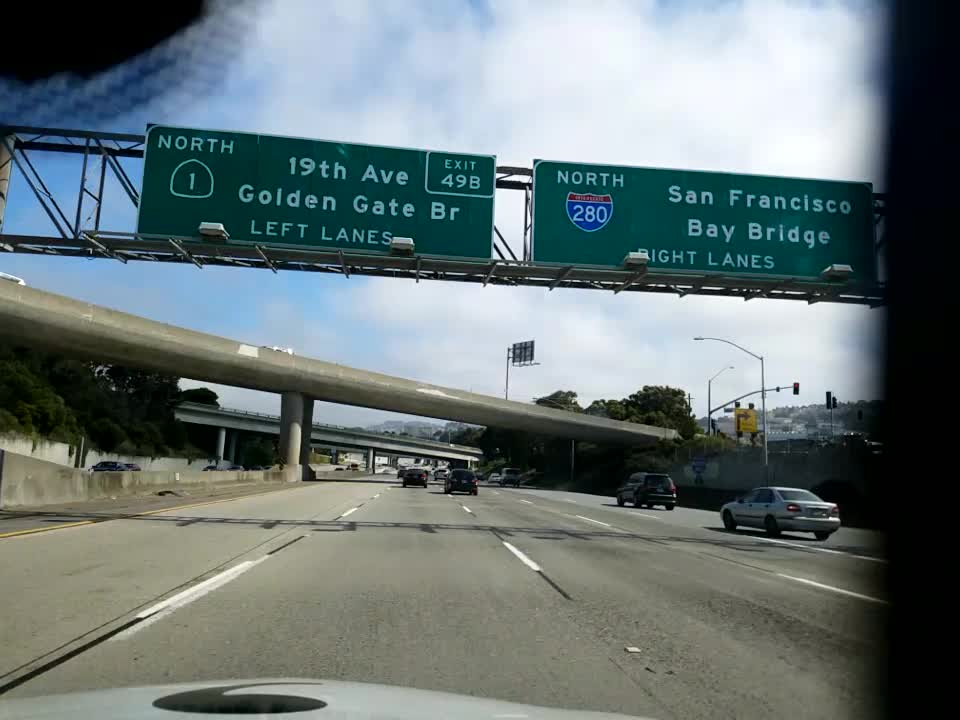 NORTH
1
19th Ave
EXIT
49B
Golden Gate Br
LEFT LANES
NORTH
INTERSTATE
280
San Francisco
Bay Bridge
RIGHT LANES